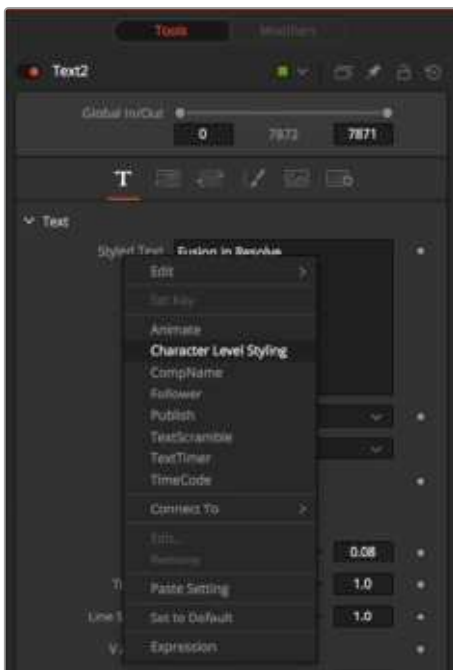 Tools Modifiers
Text2
Global In/Out
0 7872 7871
T
Text
Styled Text Fusion in Resolve
Edit
Set Key
Animate
Character Level Styling
CompName
Follower
Publish
TextScramble
TextTimer
TimeCode
Connect To
Edit...
Remove
0.08
Paste Setting
1.0
Line S
Set to Default
1.0
Expression